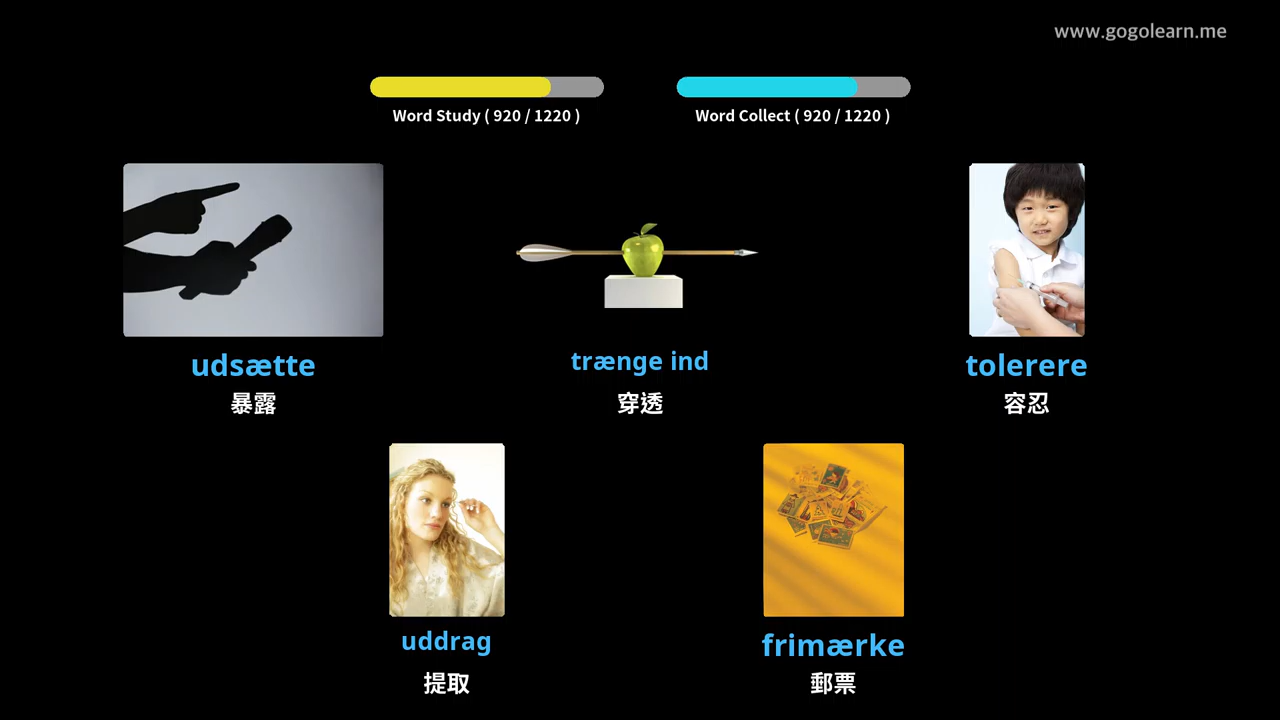 www.gogolearn.me
Word Study ( 920 / 1220 )
Word Collect ( 920 / 1220 )
udsætte
暴露
trænge ind
穿透
tolerere
容忍
uddrag
提取
frimærke
郵票